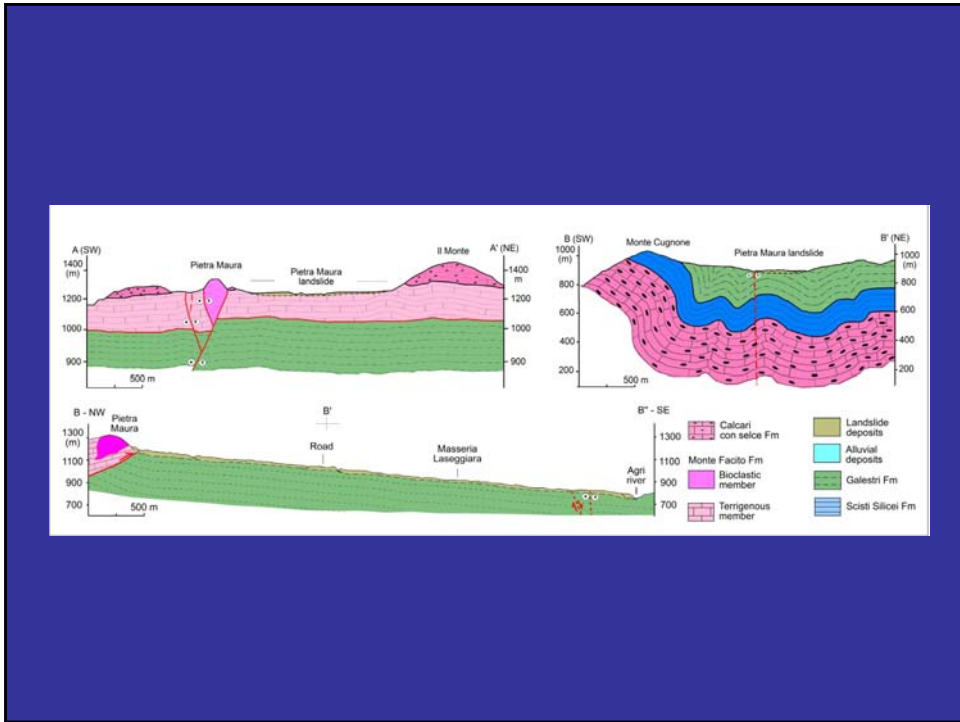 A (SW)
1400
(m)
1200
1000
900
500 m
Pietra Maura
Pietra Maura
landslide
Il Monte
A' (NE)
1400
m
1200
1000
900
B (SW)
1000
(m)
800
600
400
200
Monte Cugnone
Pietra Maura landslide
B' (NE)
1000
(m)
800
600
400
200
500 m
B - NW
Pietra
Maura
1300
(m)
1100
900
700
500 m
B'
Road
Masseria
Laseggiara
B" - SE
Agri
river
1300
1100
900
700
Calcari
con selce Fm
Monte Facito Fm
Bioclastic
member
Terrigenous
member
Landslide
deposits
Alluvial
deposits
Galestri Fm
Scisti Silicei Fm